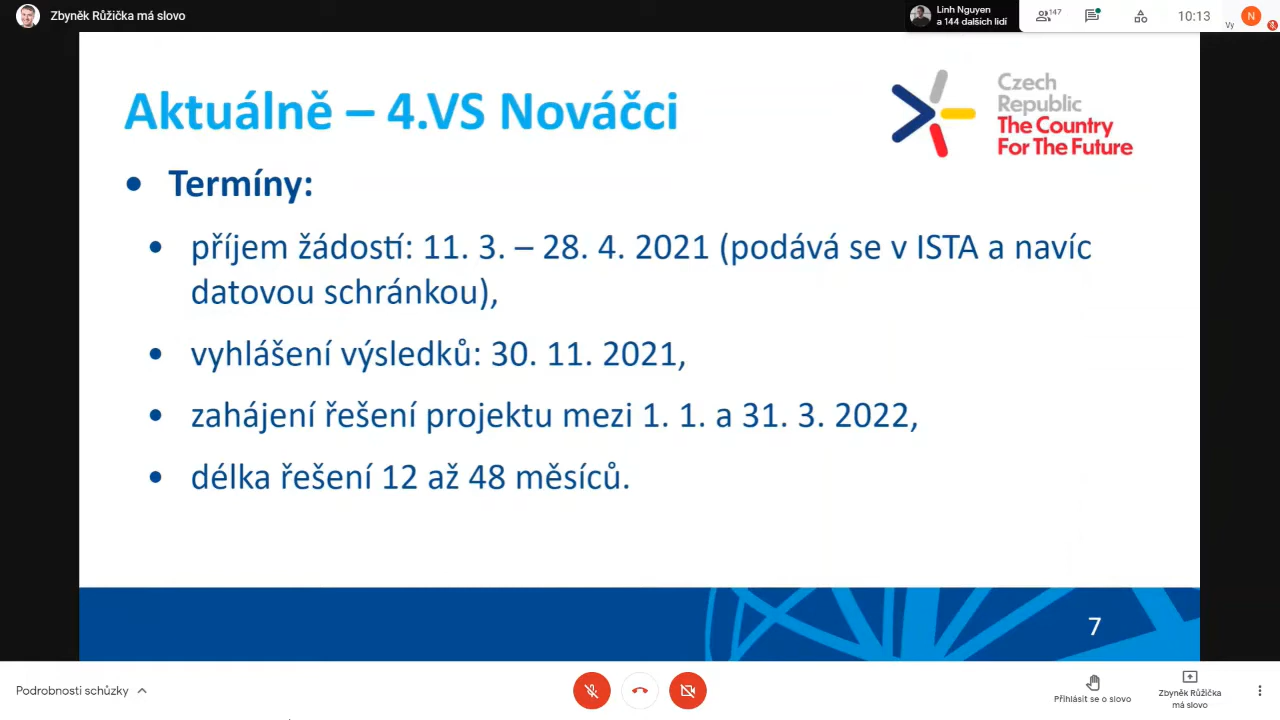 Zbyněk Růžička má slovo
Linh Nguyen
a 144 dalších lidí
147
10:13
Vy
N
Aktuálně – 4.VS Nováčci
Czech
Republic
The Country
For The Future
• Termíny:
• příjem žádostí: 11. 3. – 28. 4. 2021 (podává se v ISTA a navíc
datovou schránkou),
• vyhlášení výsledků: 30. 11. 2021,
• zahájení řešení projektu mezi 1. 1. a 31. 3. 2022,
• délka řešení 12 až 48 měsíců.
7
Podrobnosti schůzky
Přihlásit se o slovo
Zbyněk Růžička
má slovo